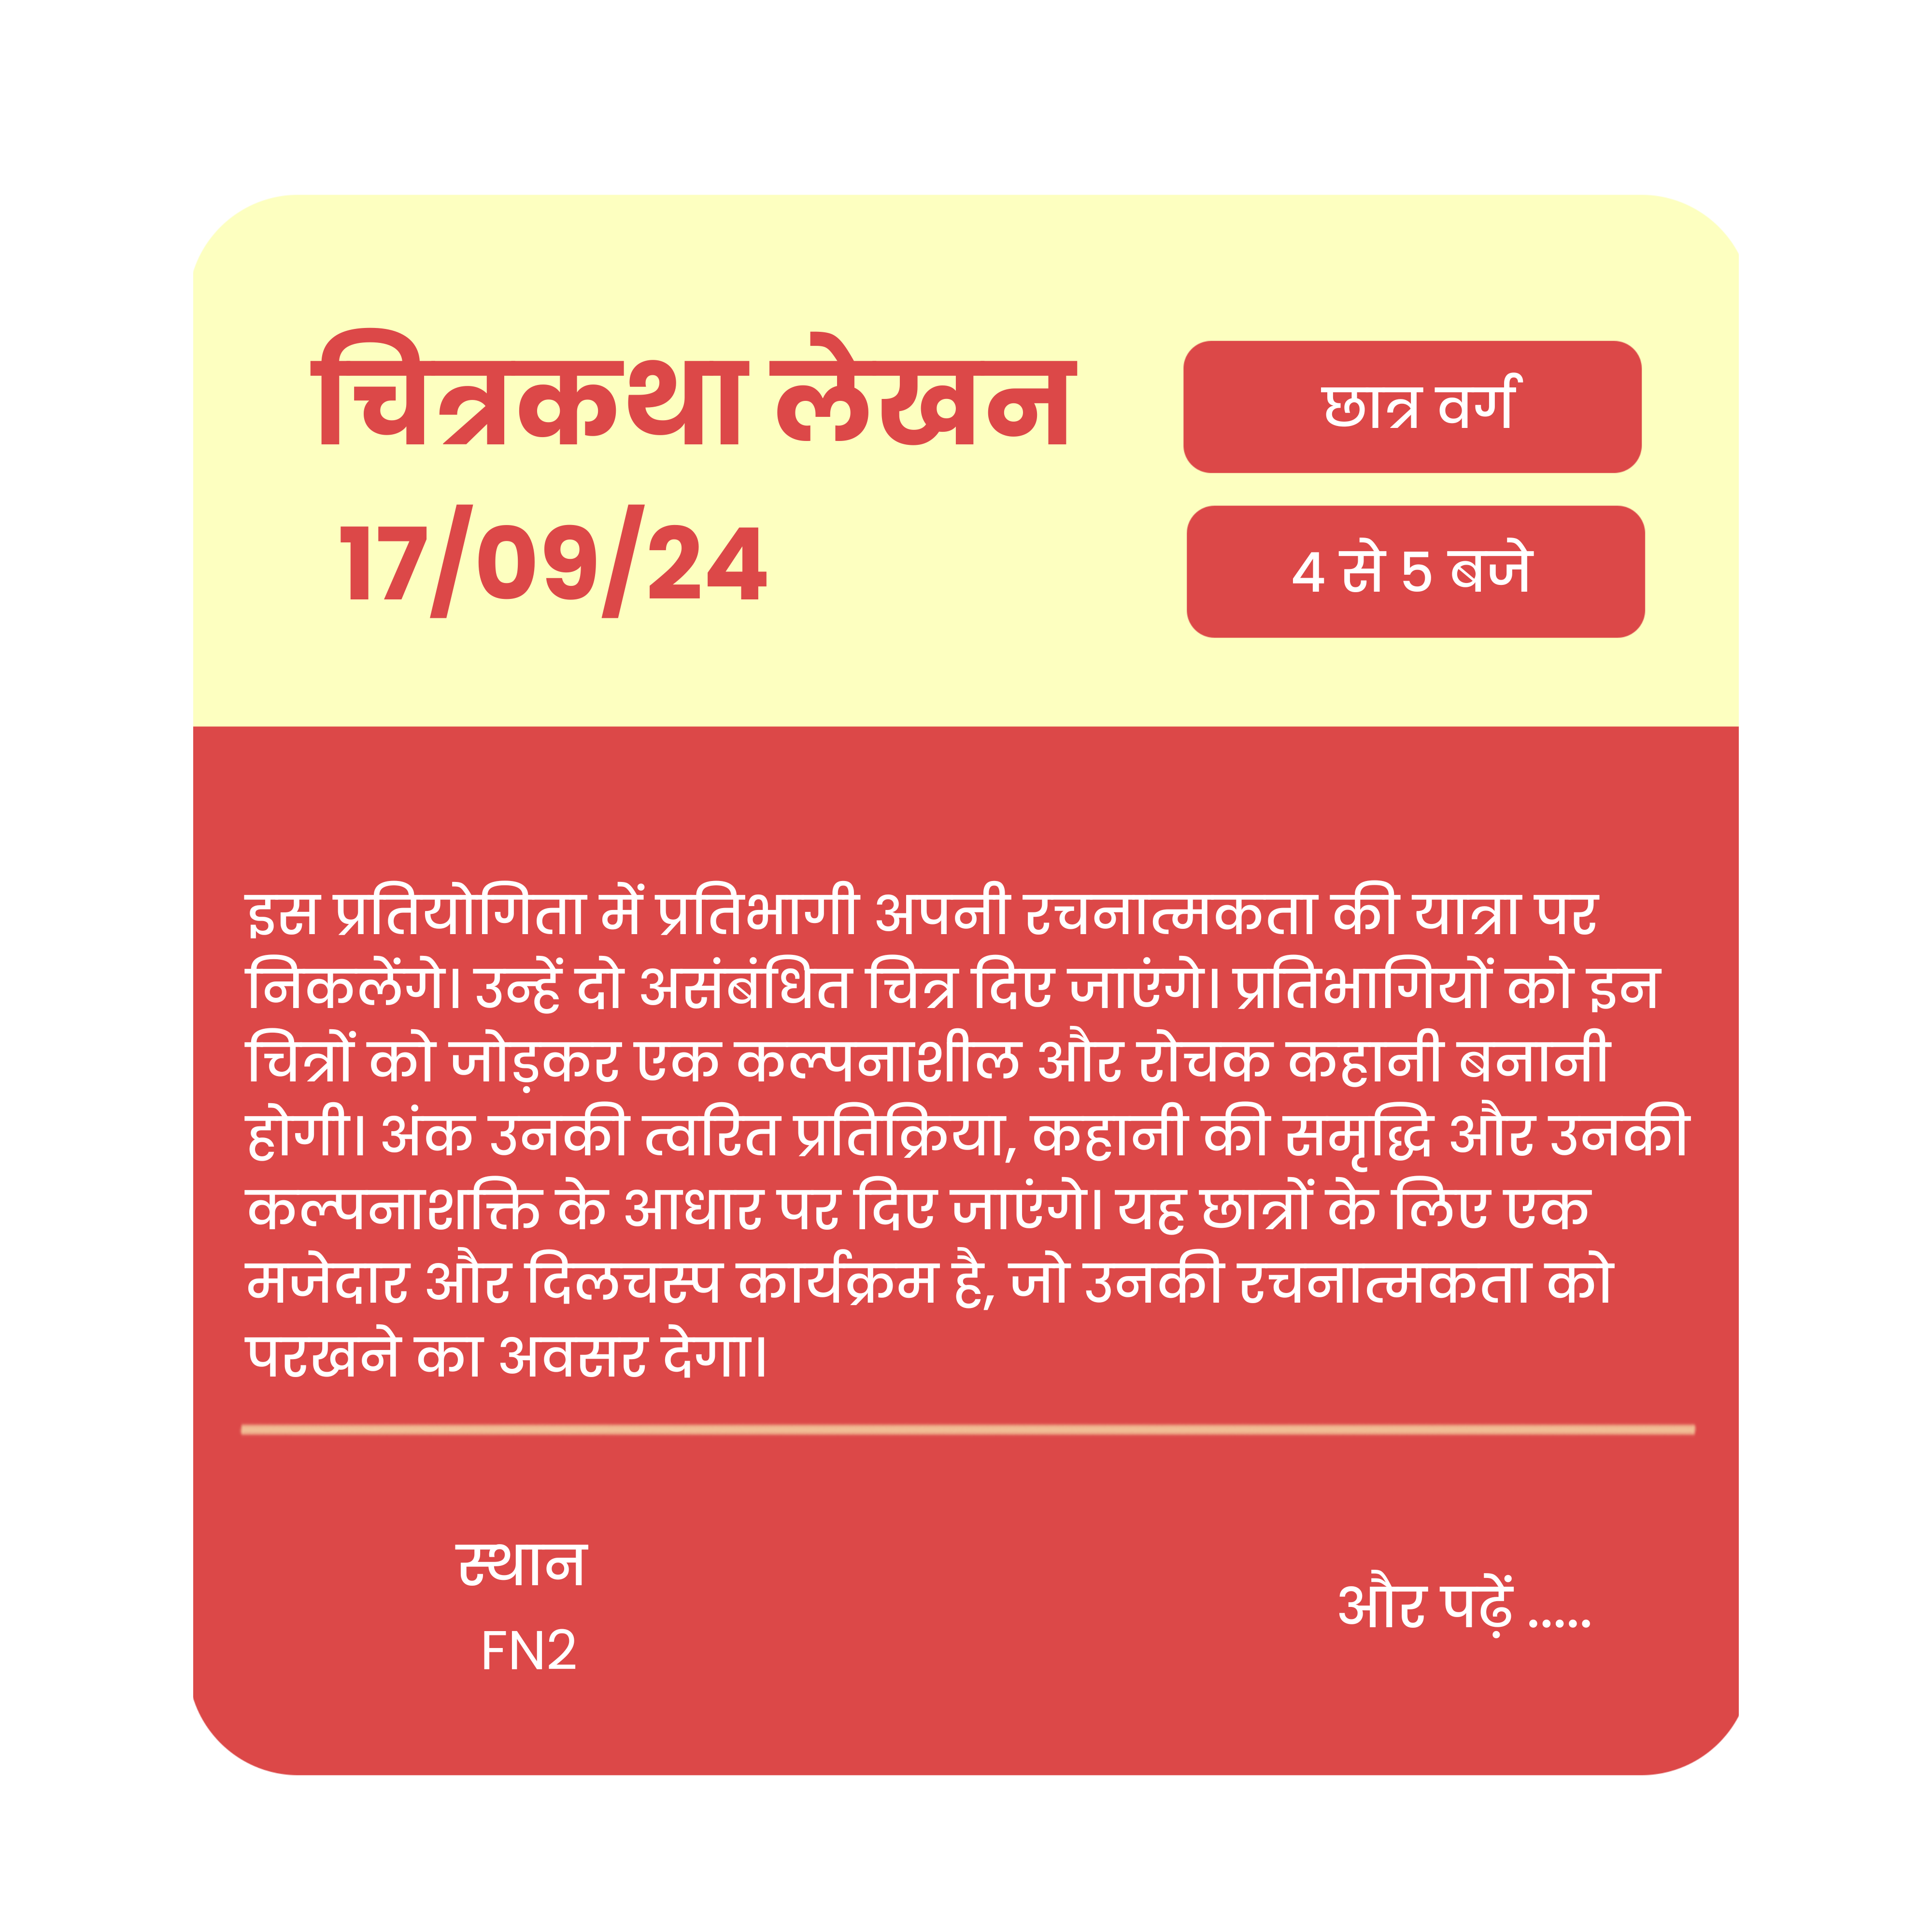 चित्रकथा लेखन
17/09/24
छात्र वर्ग
4 से 5 बजे
इस प्रतियोगिता में प्रतिभागी अपनी रचनात्मकता की यात्रा पर
निकलेंगे। उन्हें दो असंबंधित चित्र दिए जाएंगे। प्रतिभागियों को इन
चित्रों को जोड़कर एक कल्पनाशील और रोचक कहानी बनानी
होगी। अंक उनकी त्वरित प्रतिक्रिया, कहानी की समृद्धि और उनकी
कल्पनाशक्ति के आधार पर दिए जाएंगे। यह छात्रों के लिए एक
मजेदार और दिलचस्प कार्यक्रम है, जो उनकी रचनात्मकता को
परखने का अवसर देगा।
स्थान
FN2
और पढ़ें .....